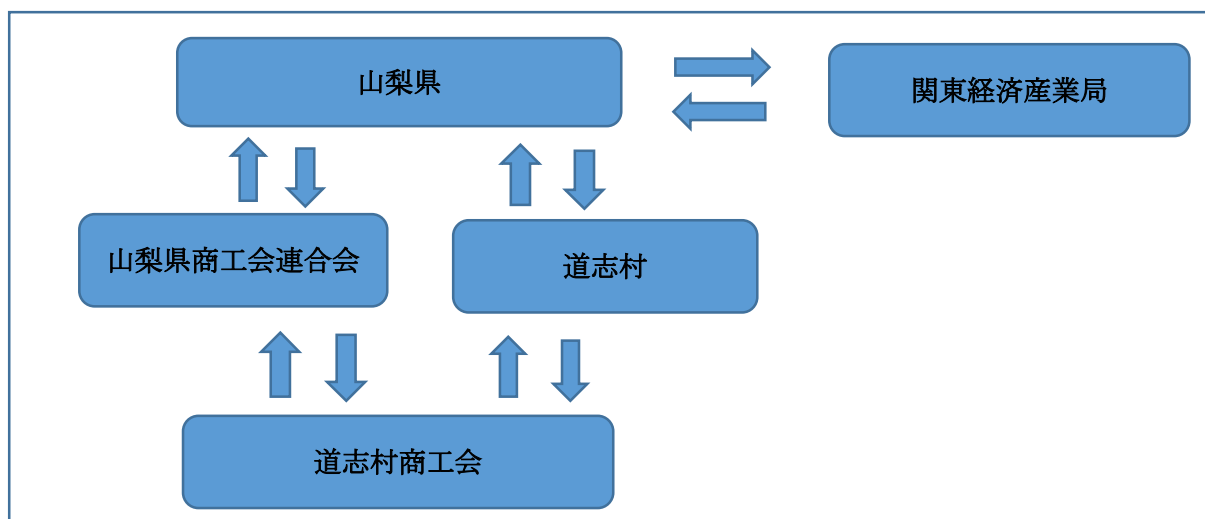 山梨県
関東経済産業局
山梨県商工会連合会
道志村
道志村商工会